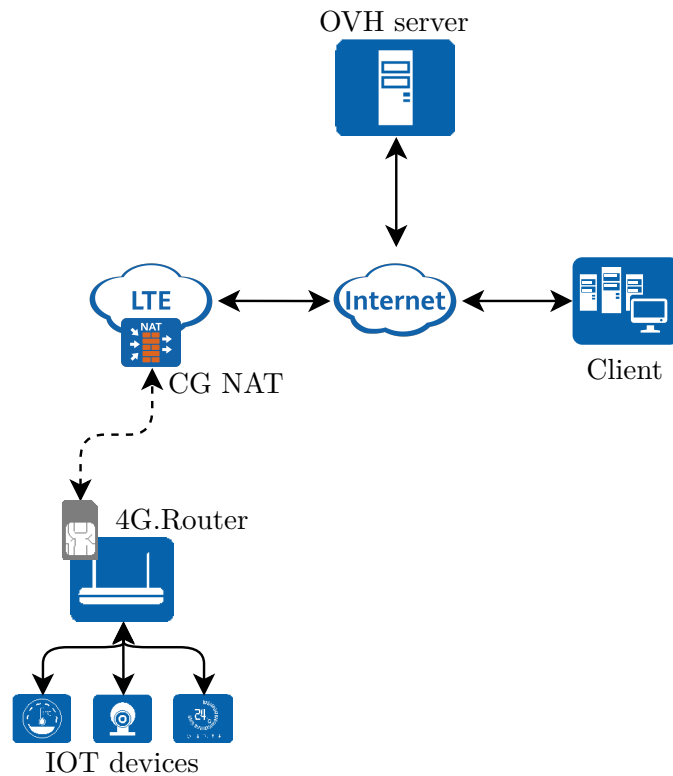 OVH server
LTE
Internet
NAT
CG NAT
Client
4G.Router
°C
24
IOT devices